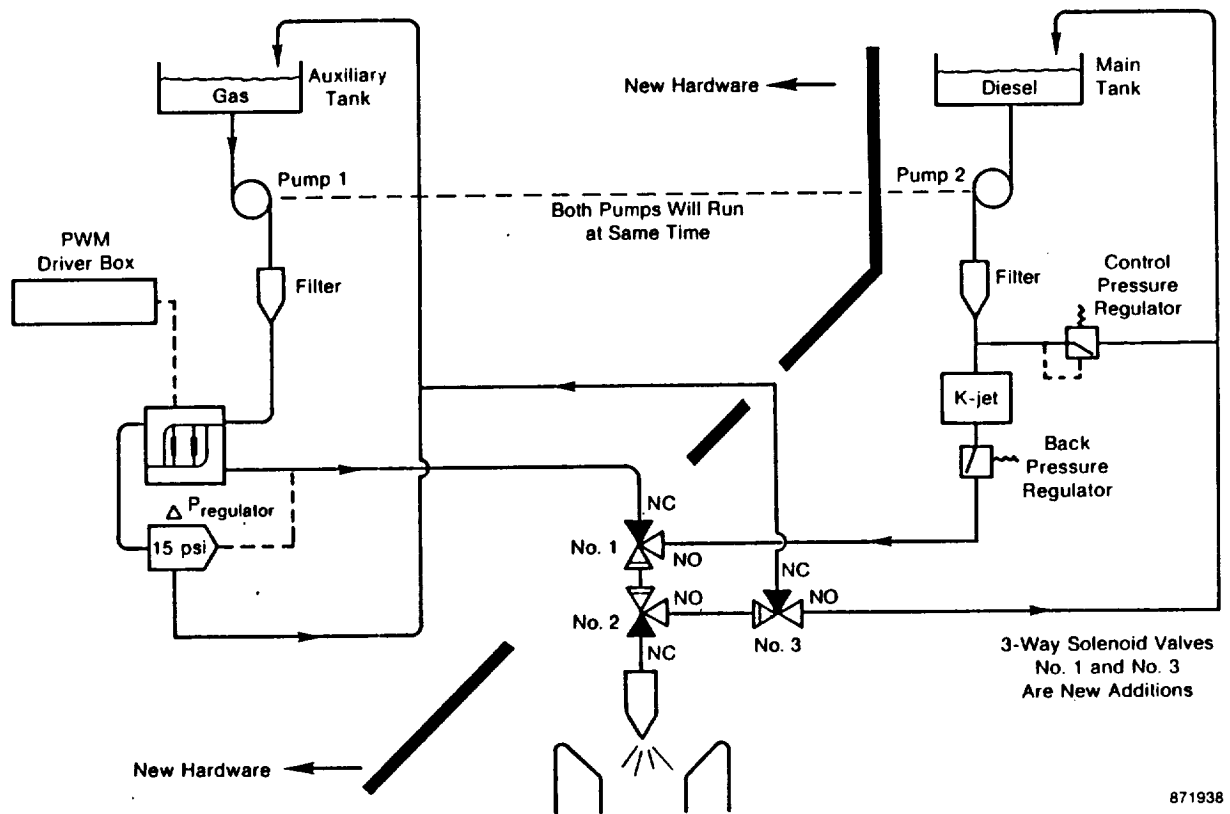 Gas
Auxiliary
Tank
New Hardware
Diesel
Main
Tank
Pump 1
Both Pumps Will Run
at Same Time
Pump 2
PWM
Driver Box
Filter
Filter
Control
Pressure
Regulator
K-jet
Back
Pressure
Regulator
△ Pregulator
15 psi
NC
No. 1
NO
NC
NO
NO
No. 2
NC
No. 3
3-Way Solenoid Valves
No. 1 and No. 3
Are New Additions
New Hardware
871938